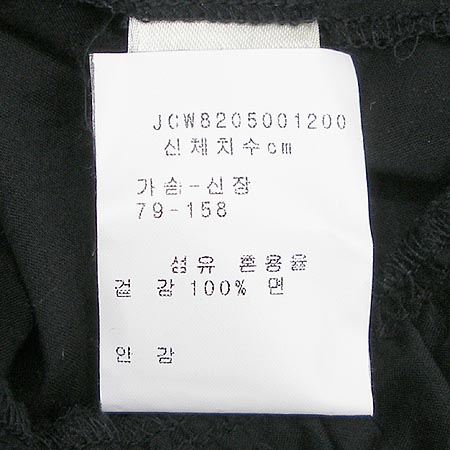 JCW8205001200
신체치수cm
가슴-신장
79-158
섬유 혼용율
겉 감 100% 면
안 감